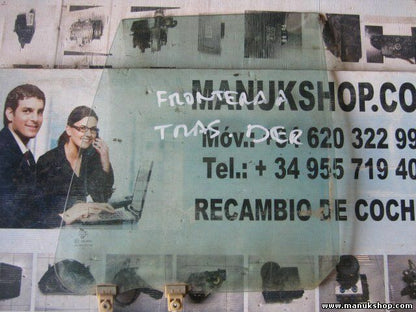 MANUKSHOP.CO
FRONTERA A
TRAS DER
Móv.: +34 620 322 99
Tel.: + 34 955 719 40
RECAMBIO DE COCH
www.manukshop.com